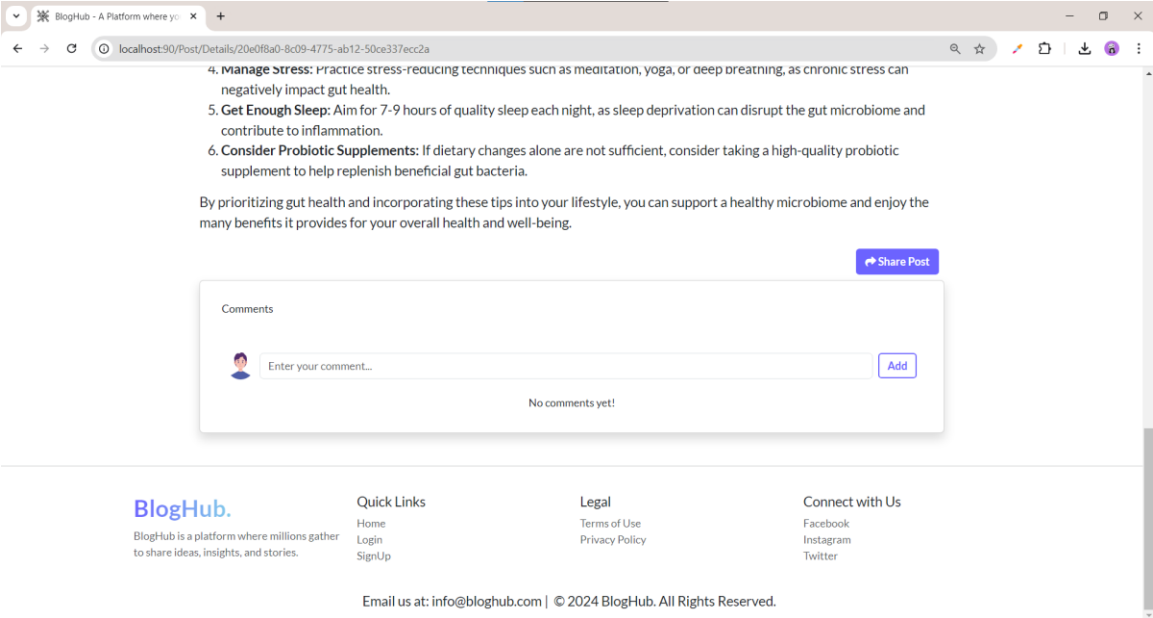 BlogHub - A Platform where yo
localhost:90/Post/Details/20e0f8a0-8c09-4775-ab12-50ce337ecc2a
4. Manage Stress: Practice stress-reducing techniques such as meditation, yoga, or deep breathing, as chronic stress can
negatively impact gut health.
5. Get Enough Sleep: Aim for 7-9 hours of quality sleep each night, as sleep deprivation can disrupt the gut microbiome and
contribute to inflammation.
6. Consider Probiotic Supplements: If dietary changes alone are not sufficient, consider taking a high-quality probiotic
supplement to help replenish beneficial gut bacteria.
By prioritizing gut health and incorporating these tips into your lifestyle, you can support a healthy microbiome and enjoy the
many benefits it provides for your overall health and well-being.
Share Post
Comments
Enter your comment...
Add
No comments yet!
BlogHub.
BlogHub is a platform where millions gather
to share ideas, insights, and stories.
Quick Links
Home
Login
SignUp
Legal
Terms of Use
Privacy Policy
Connect with Us
Facebook
Instagram
Twitter
Email us at: info@bloghub.com | © 2024 BlogHub. All Rights Reserved.